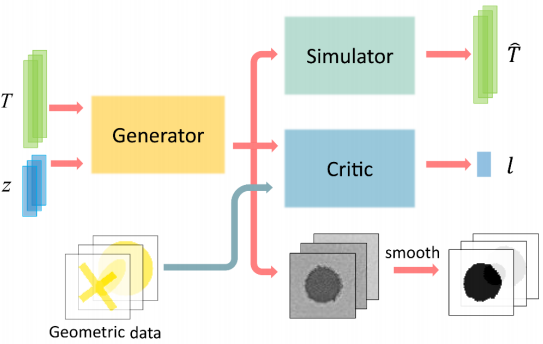 T
z
Generator
Simulator
T̂
Critic
l
smooth
Geometric data